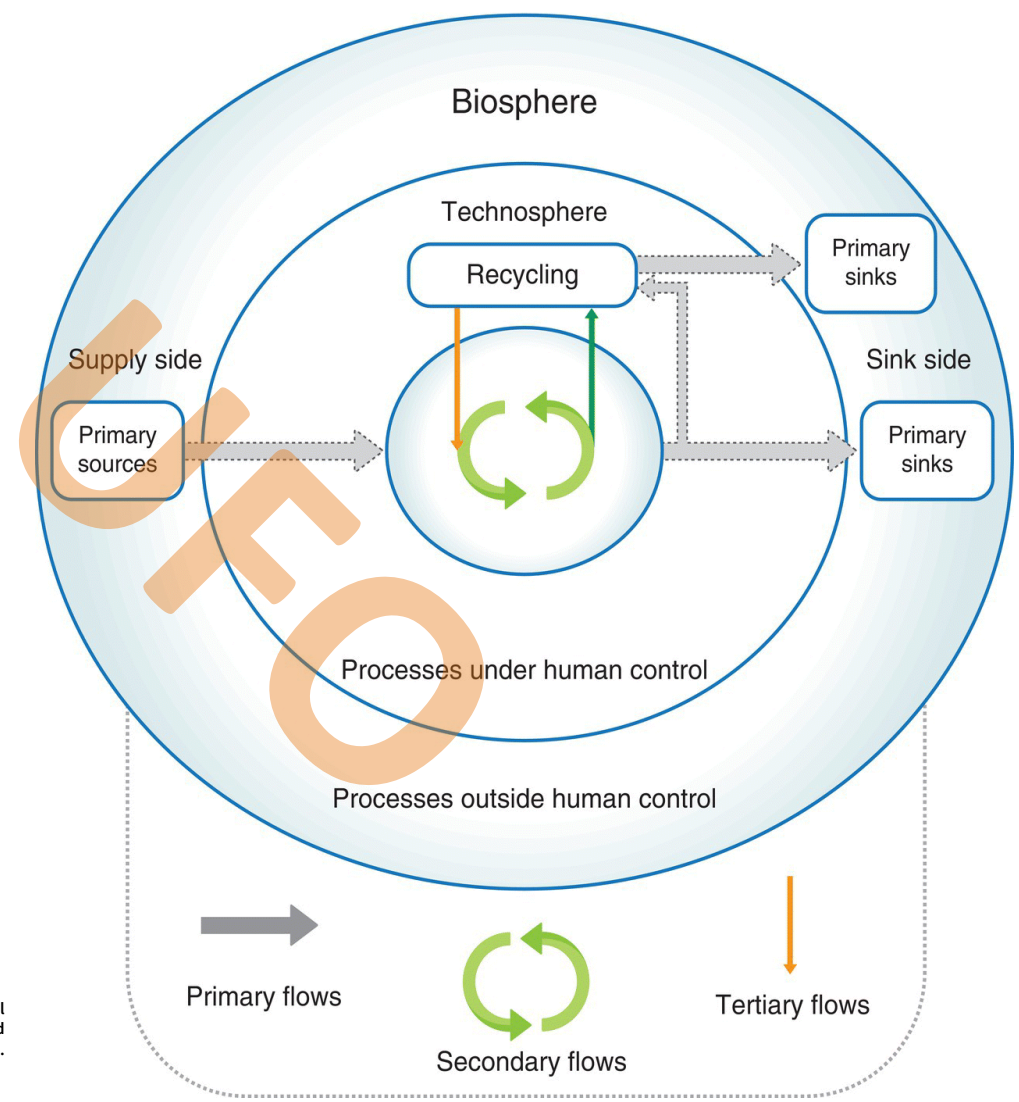 Biosphere
Technosphere
Recycling
Primary
sinks
Supply side
Sink side
Primary
sources
Primary
sinks
Processes under human control
Processes outside human control
Primary flows
Secondary flows
Tertiary flows
UFO
l
d
.